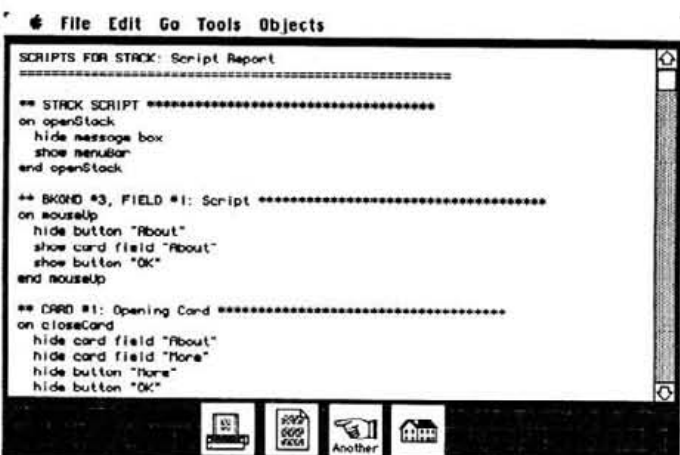 File Edit Go Tools Objects
SCRIPTS FOR STACK: Script Report
==================================================
** STACK SCRIPT ***********************************
on openStack
hide message box
show menuBar
end openStack
** BKGND #3, FIELD #1: Script ***********************************
on mouseUp
hide button "About"
show card field "About"
show button "OK"
end mouseUp
** CARD #1: Opening Card ***********************************
on closeCard
hide card field "About"
hide card field "More"
hide button "More"
hide button "OK"
Another